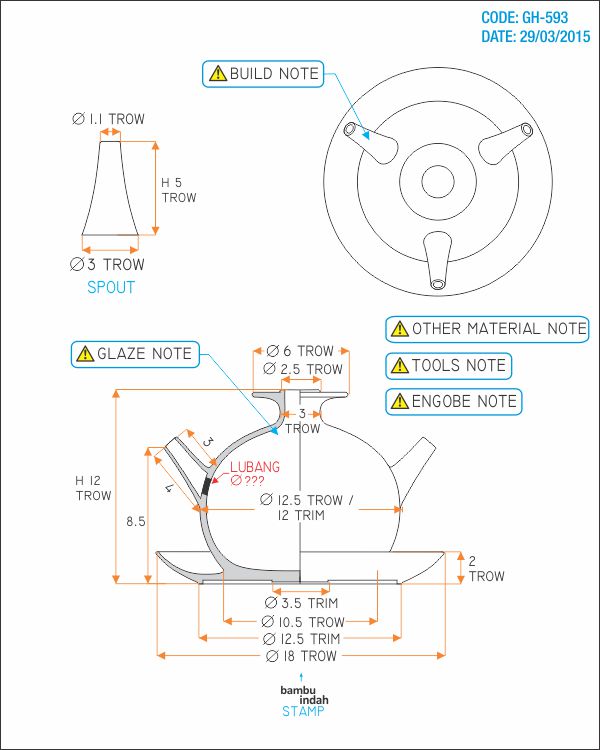 CODE: GH-593
DATE: 29/03/2015
BUILD NOTE
Ø 1.1 TROW
H 5
TROW
Ø 3 TROW
SPOUT
OTHER MATERIAL NOTE
GLAZE NOTE
Ø 6 TROW
TOOLS NOTE
Ø 2.5 TROW
ENGOBE NOTE
3
TROW
3
LUBANG
Ø ???
H 12
TROW
4
Ø 12.5 TROW /
12 TRIM
8.5
2
TROW
Ø 3.5 TRIM
Ø 10.5 TROW
Ø 12.5 TRIM
Ø 18 TROW
bambu
indah
STAMP